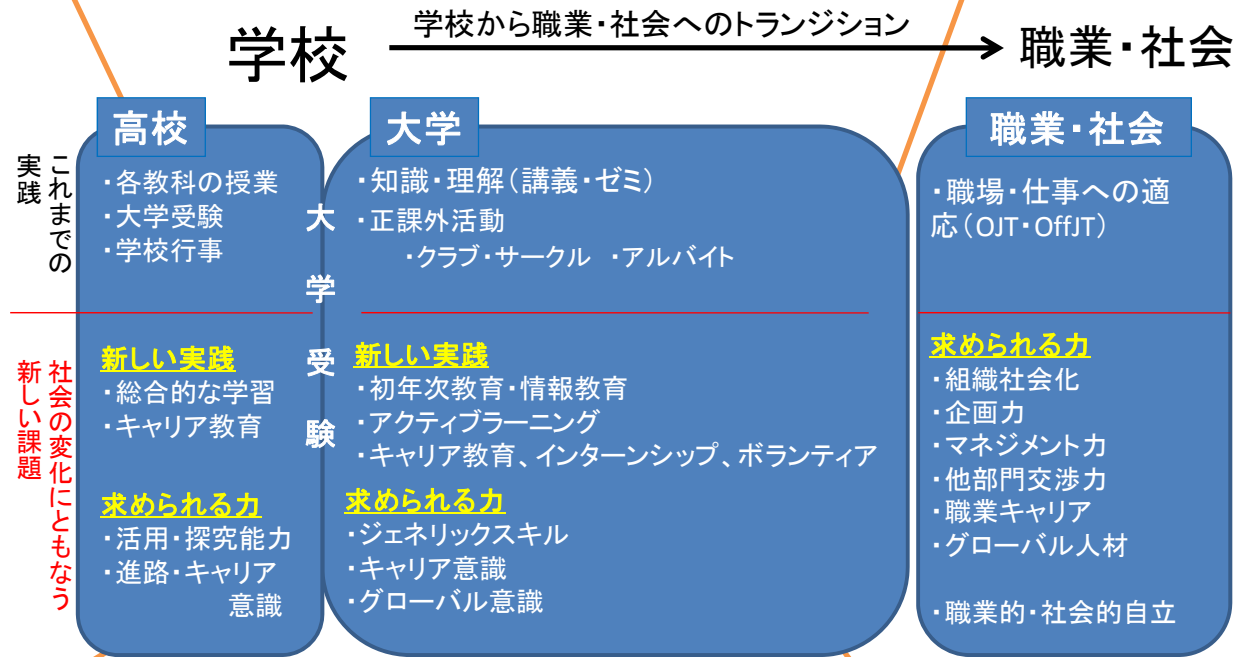 学校から職業・社会へのトランジション
学校
職業・社会
高校
大学
職業・社会
これまでの
実践
・各教科の授業
・大学受験
・学校行事
大学受験
・知識・理解(講義・ゼミ)
・正課外活動
・クラブ・サークル ・アルバイト
・職場・仕事への適
応(OJT・OffJT)
社会の変化にともなう
新しい課題
新しい実践
・総合的な学習
・キャリア教育
求められる力
・活用・探究能力
・進路・キャリア
意識
新しい実践
・初年次教育・情報教育
・アクティブラーニング
・キャリア教育、インターンシップ、ボランティア
求められる力
・ジェネリックスキル
・キャリア意識
・グローバル意識
求められる力
・組織社会化
・企画力
・マネジメント力
・他部門交渉力
・職業キャリア
・グローバル人材
・職業的・社会的自立